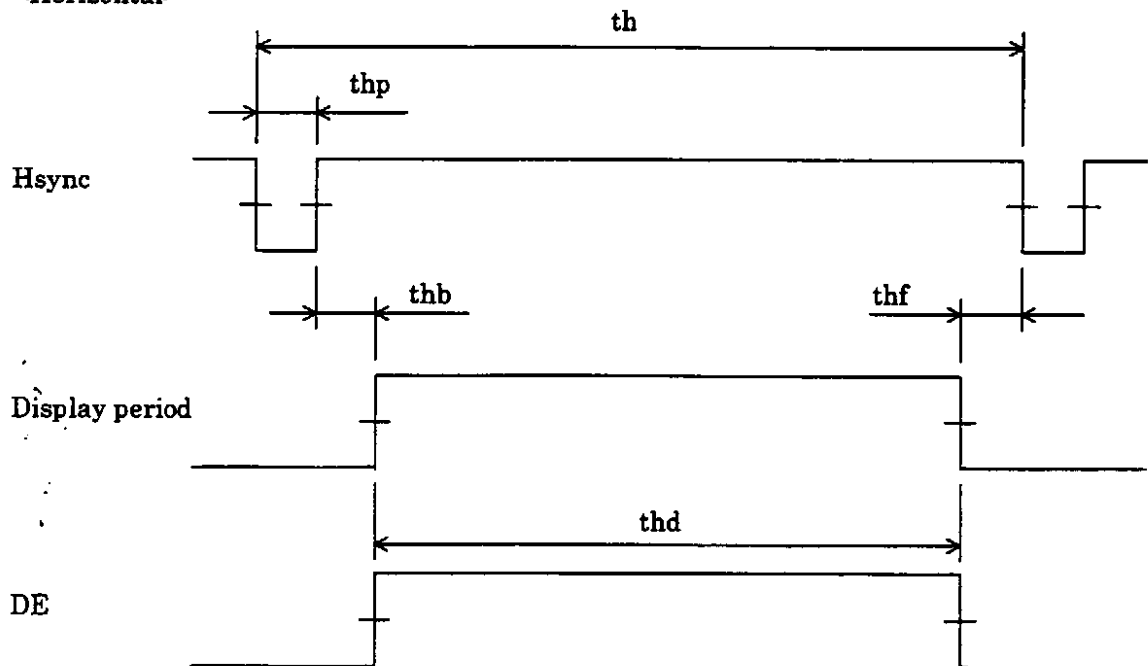 Horizontal
th
thp
Hsync
thb
thf
Display period
thd
DE